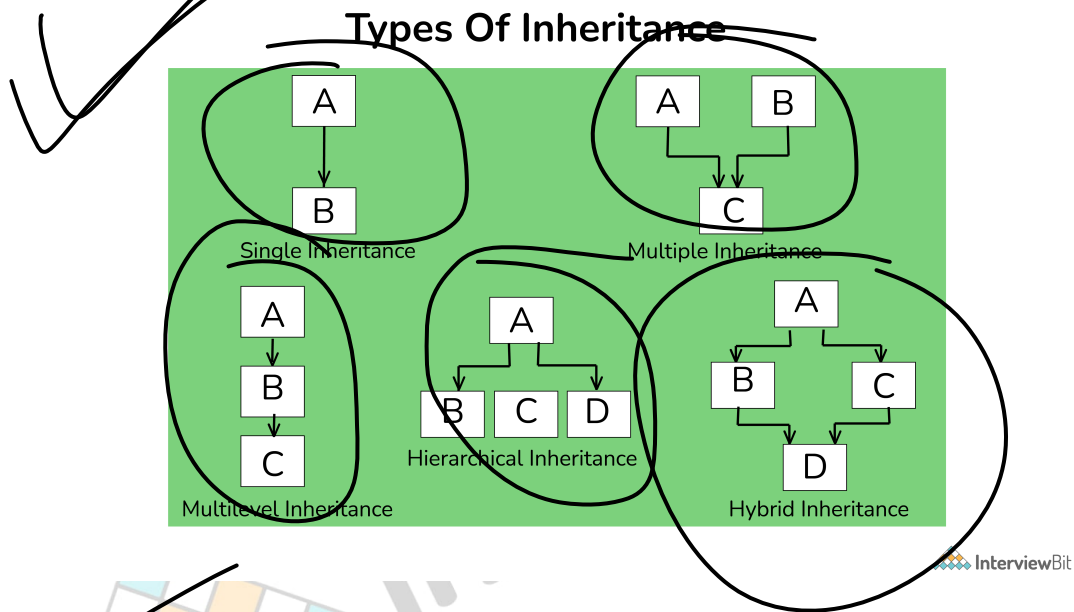 Types Of Inheritance
A
B
Single Inheritance
A B
C
Multiple Inheritance
A
B
C
Multilevel Inheritance
A
B C D
Hierarchical Inheritance
A
B C
D
Hybrid Inheritance
InterviewBit